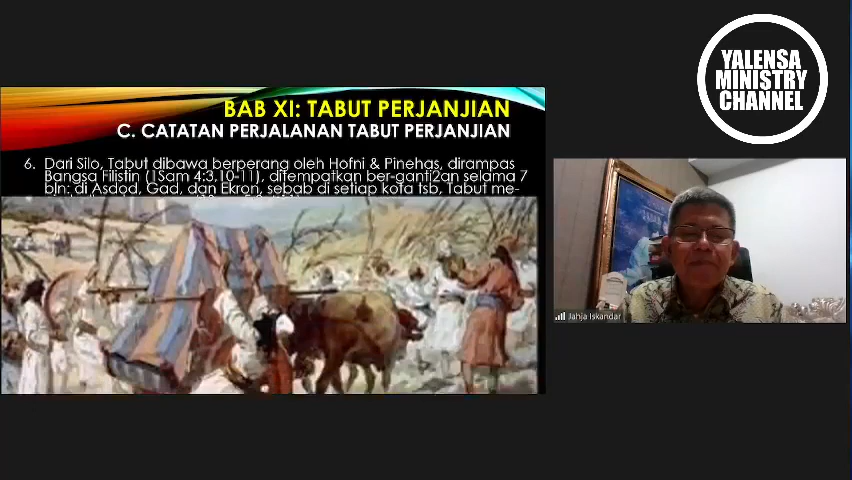 YALENSA
MINISTRY
CHANNEL
BAB XI: TABUT PERJANJIAN
C. CATATAN PERJALANAN TABUT PERJANJIAN
6. Dari Silo, Tabut dibawa berperang oleh Hofni & Pinehas, dirampas
Bangsa Filistin (1Sam 4:3,10-11), ditempatkan ber-ganti2an selama 7
bln: di Asdod, Gad, dan Ekron, sebab di setiap kota tsb, Tabut me-
Jahja Iskandar